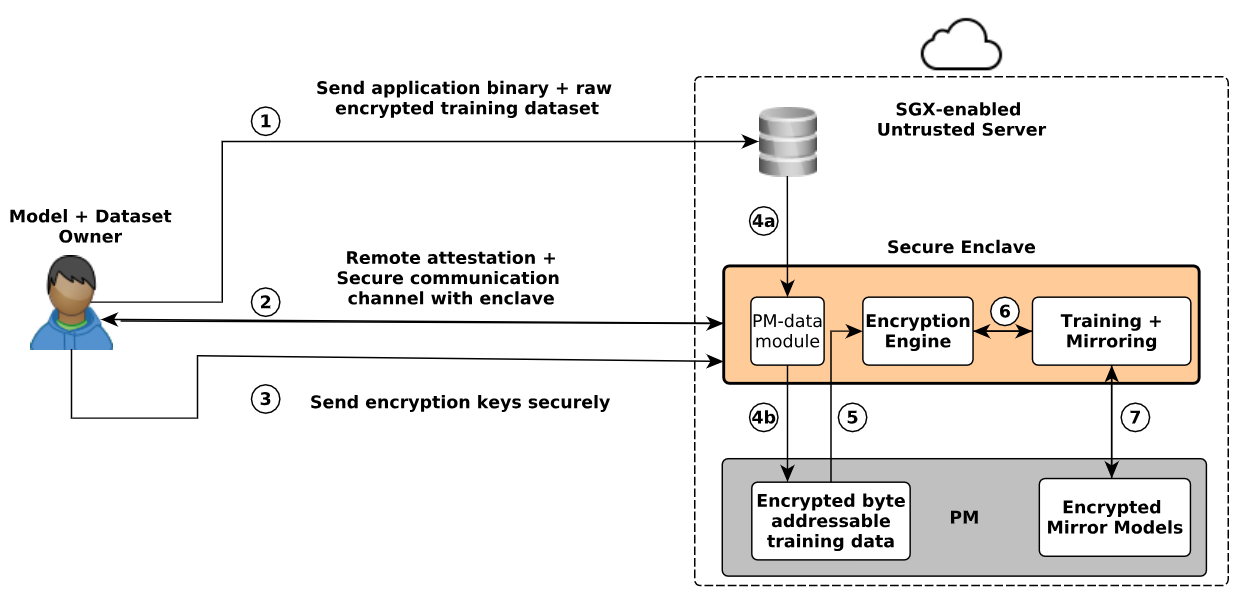 Send application binary + raw
encrypted training dataset
1
SGX-enabled
Untrusted Server
Model + Dataset
Owner
4a
Remote attestation +
Secure communication
channel with enclave
2
Secure Enclave
PM-data
module
Encryption
Engine
6
Training +
Mirroring
3
Send encryption keys securely
4b
5
7
Encrypted byte
addressable
training data
PM
Encrypted
Mirror Models